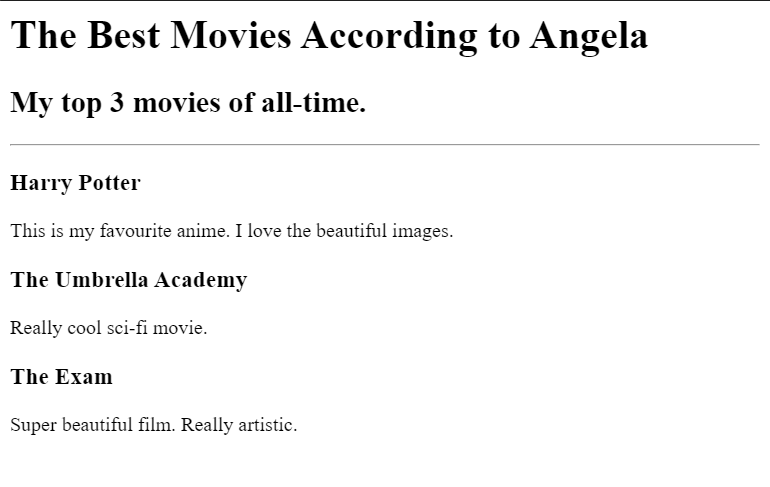 The Best Movies According to Angela
My top 3 movies of all-time.
Harry Potter
This is my favourite anime. I love the beautiful images.
The Umbrella Academy
Really cool sci-fi movie.
The Exam
Super beautiful film. Really artistic.